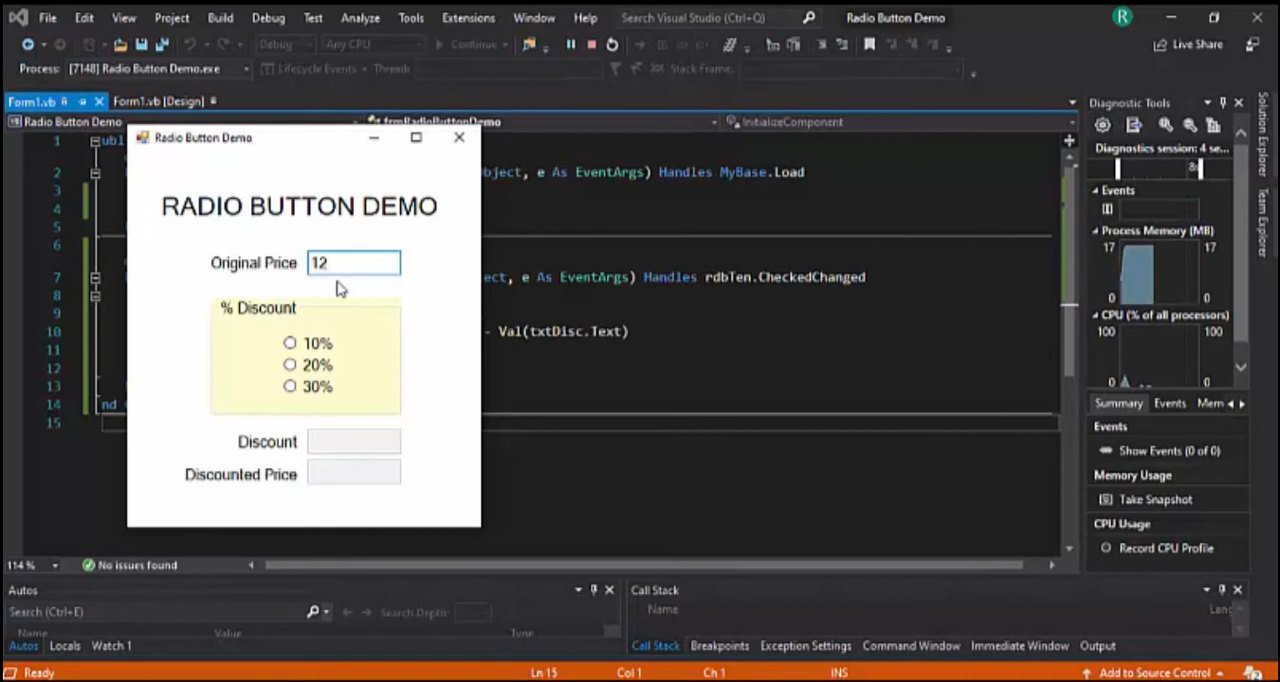 File Edit View Project Build Debug Test Analyze Tools Extensions Window Help Search Visual Studio (Ctrl+Q) Radio Button Demo R
Debug Any CPU Continue Live Share
Process: [7148] Radio Button Demo.exe Lifecycle Events Thread: Stack Frame:
Form1.vb Form1.vb [Design]
Radio Button Demo frmRadioButtonDemo InitializeComponent
Radio Button Demo
RADIO BUTTON DEMO
Original Price 12
% Discount
10%
20%
30%
Discount
Discounted Price
1 ubl
2 bject, e As EventArgs) Handles MyBase.Load
3
4
5
6
7 ect, e As EventArgs) Handles rdbTen.CheckedChanged
8
9
10 - Val(txtDisc.Text)
11
12
13
14 nd
15
114 % No issues found
Diagnostic Tools
Diagnostics session: 4 se...
Events
Process Memory (MB)
17 17
0 0
CPU (% of all processors)
100 100
0 0
Summary Events Mem
Events
Show Events (0 of 0)
Memory Usage
Take Snapshot
CPU Usage
Record CPU Profile
Solution Explorer
Team Explorer
Autos
Search (Ctrl+E) Search Depth:
Name Value Type
Autos Locals Watch 1
Call Stack
Name Lang
Call Stack Breakpoints Exception Settings Command Window Immediate Window Output
Ready Ln 15 Col 1 Ch 1 INS Add to Source Control